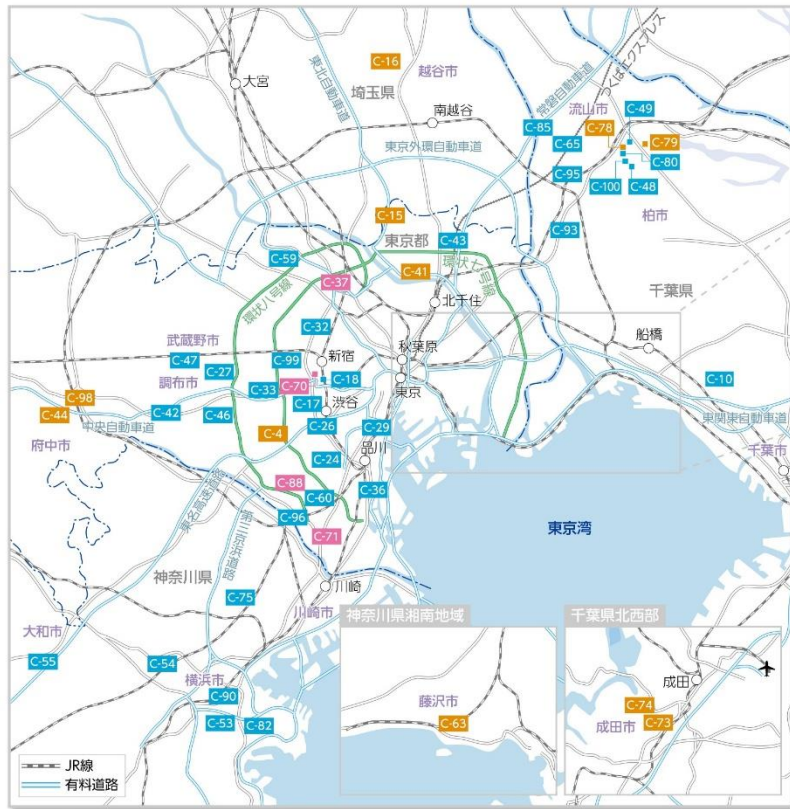 C-16
越谷市
大宮
東北自動車道
埼玉県
南越谷
常磐自動車道
つくばエクスプレス
流山市
C-49
C-85
C-78
C-79
C-65
C-80
東京外環自動車道
C-95
C-100
C-48
柏市
C-15
C-93
東京都
C-43
C-59
環状七号線
C-41
C-37
千葉県
環状八号線
北千住
C-32
武蔵野市
船橋
新宿
秋葉原
C-47
C-99
C-27
C-18
東京
C-10
調布市
C-70
C-33
C-98
C-17
渋谷
C-44
C-42
C-46
東関東自動車道
中央自動車道
C-26
C-29
府中市
C-4
千葉市
C-24
品川
東名高速道路
C-88
C-36
C-60
第三京浜道路
C-96
東京湾
C-71
神奈川県
川崎
C-75
川崎市
神奈川県湘南地域
千葉県北西部
大和市
C-55
C-54
横浜市
成田
C-90
藤沢市
C-74
C-53
C-82
C-63
成田市
C-73
JR線
有料道路